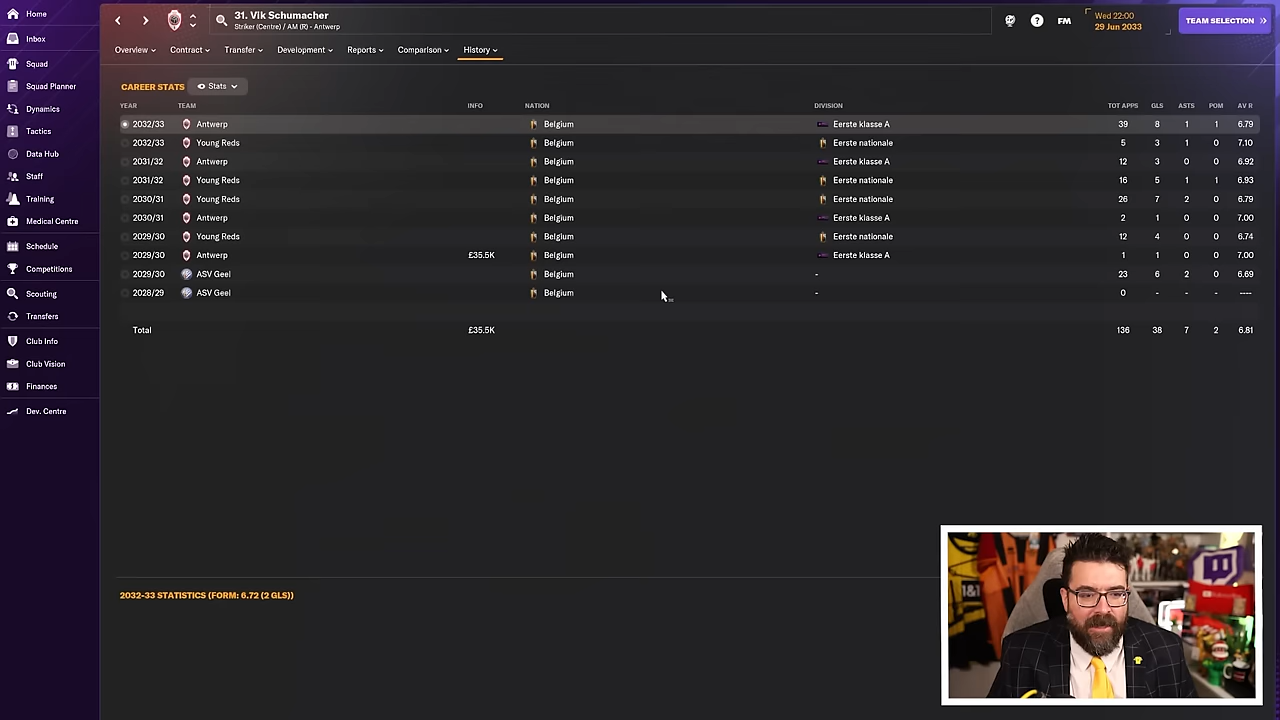 Home
Inbox
Squad
Squad Planner
Dynamics
Tactics
Data Hub
Staff
Training
Medical Centre
Schedule
Competitions
Scouting
Transfers
Club Info
Club Vision
Finances
Dev. Centre
31. Vik Schumacher
Striker (Centre) / AM (R) - Antwerp
? FM
Wed 22:00
29 Jun 2033
TEAM SELECTION
Overview Contract Transfer Development Reports Comparison History
CAREER STATS Stats
YEAR TEAM INFO NATION DIVISION TOT APPS GLS ASTS POM AV R
2032/33 Antwerp Belgium Eerste klasse A 39 8 1 1 6.79
2032/33 Young Reds Belgium Eerste nationale 5 3 1 0 7.10
2031/32 Antwerp Belgium Eerste klasse A 12 3 0 0 6.92
2031/32 Young Reds Belgium Eerste nationale 16 5 1 1 6.93
2030/31 Young Reds Belgium Eerste nationale 26 7 2 0 6.79
2030/31 Antwerp Belgium Eerste klasse A 2 1 0 0 7.00
2029/30 Young Reds Belgium Eerste nationale 12 4 0 0 6.74
2029/30 Antwerp £35.5K Belgium Eerste klasse A 1 1 0 0 7.00
2029/30 ASV Geel Belgium - 23 6 2 0 6.69
2028/29 ASV Geel Belgium - 0 - - - ----
Total £35.5K 136 38 7 2 6.81
2032-33 STATISTICS (FORM: 6.72 (2 GLS))
1&1